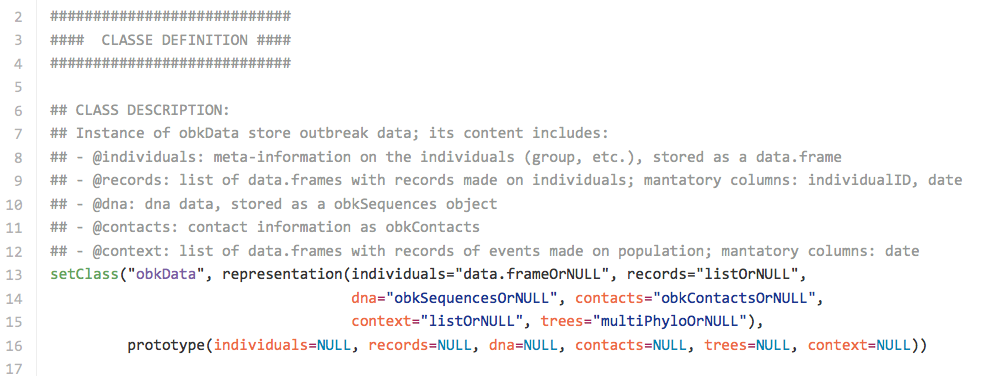 2 ############################
3 #### CLASSE DEFINITION ####
4 ############################
5
6 ## CLASS DESCRIPTION:
7 ## Instance of obkData store outbreak data; its content includes:
8 ## - @individuals: meta-information on the individuals (group, etc.), stored as a data.frame
9 ## - @records: list of data.frames with records made on individuals; mantatory columns: individualID, date
10 ## - @dna: dna data, stored as a obkSequences object
11 ## - @contacts: contact information as obkContacts
12 ## - @context: list of data.frames with records of events made on population; mantatory columns: date
13 setClass("obkData", representation(individuals="data.frameOrNULL", records="listOrNULL",
14 dna="obkSequencesOrNULL", contacts="obkContactsOrNULL",
15 context="listOrNULL", trees="multiPhyloOrNULL"),
16 prototype(individuals=NULL, records=NULL, dna=NULL, contacts=NULL, trees=NULL, context=NULL))
17